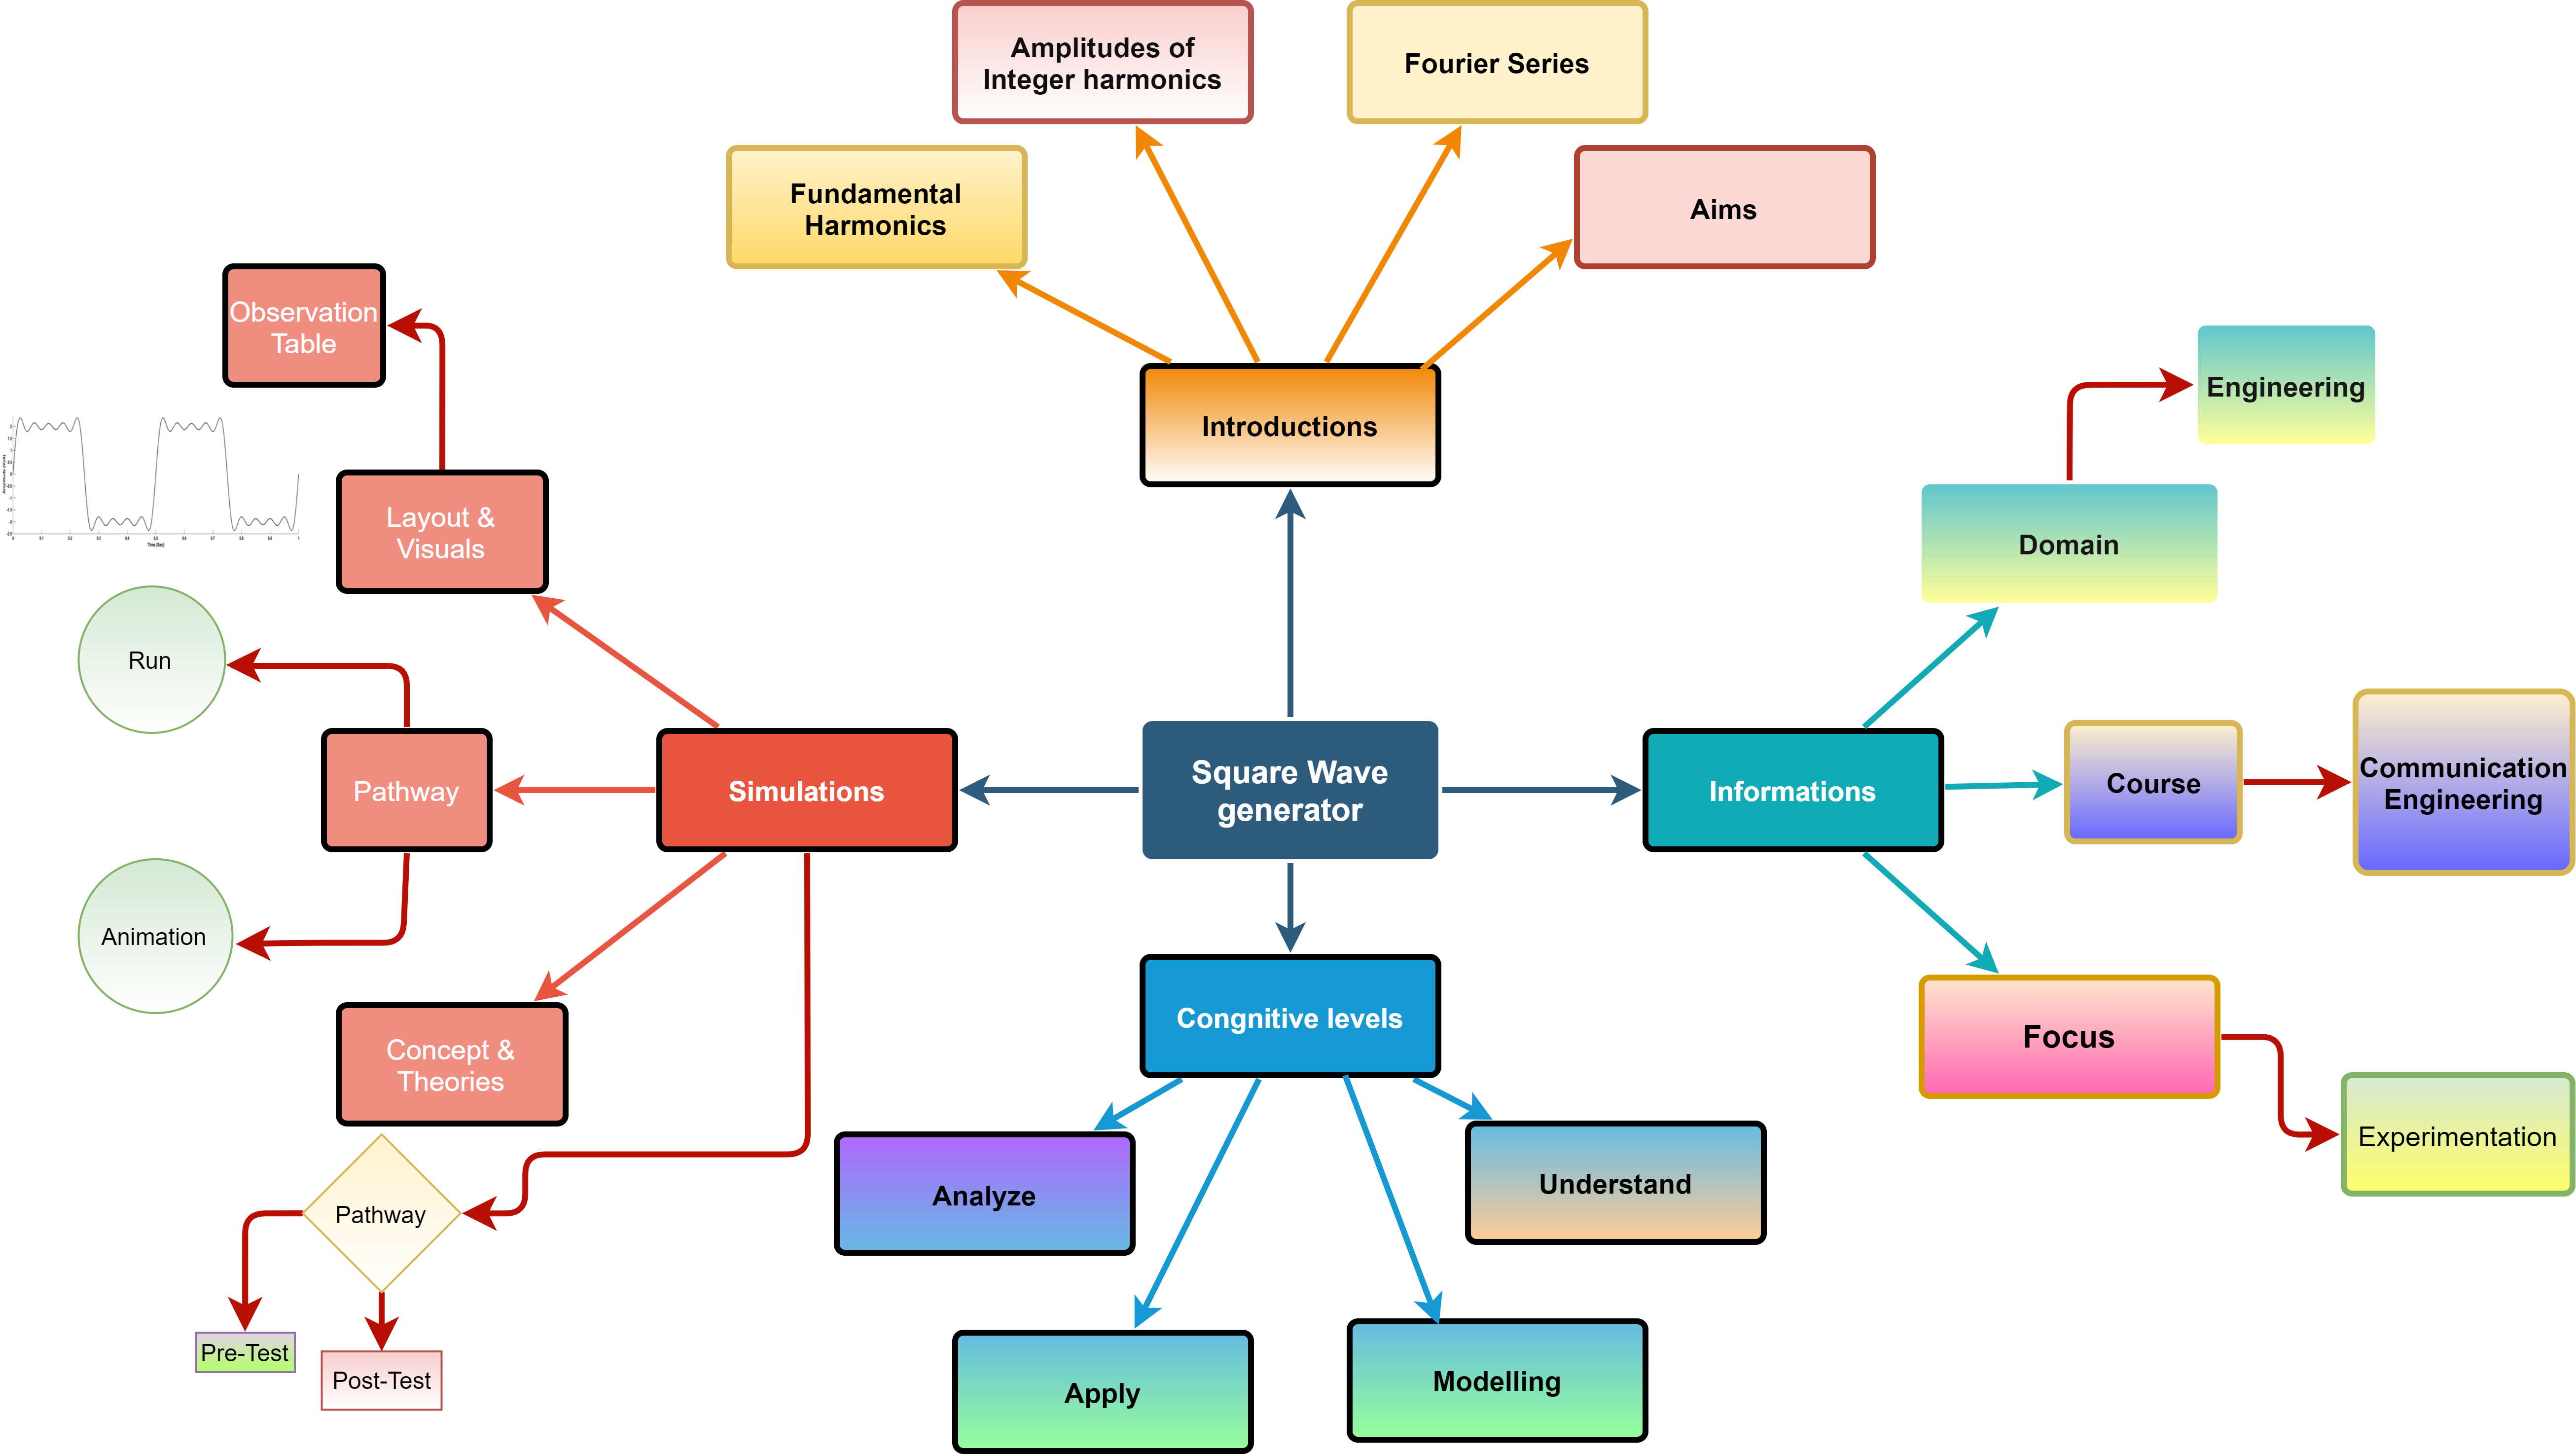 Amplitudes of
Integer harmonics
Fourier Series
Fundamental
Harmonics
Aims
Observation
Table
Engineering
Introductions
Layout &
Visuals
Domain
Time (Sec)
Run
Pathway
Simulations
Square Wave
generator
Informations
Course
Communication
Engineering
Animation
Congnitive levels
Concept &
Theories
Focus
Experimentation
Analyze
Understand
Pathway
Pre-Test
Post-Test
Apply
Modelling